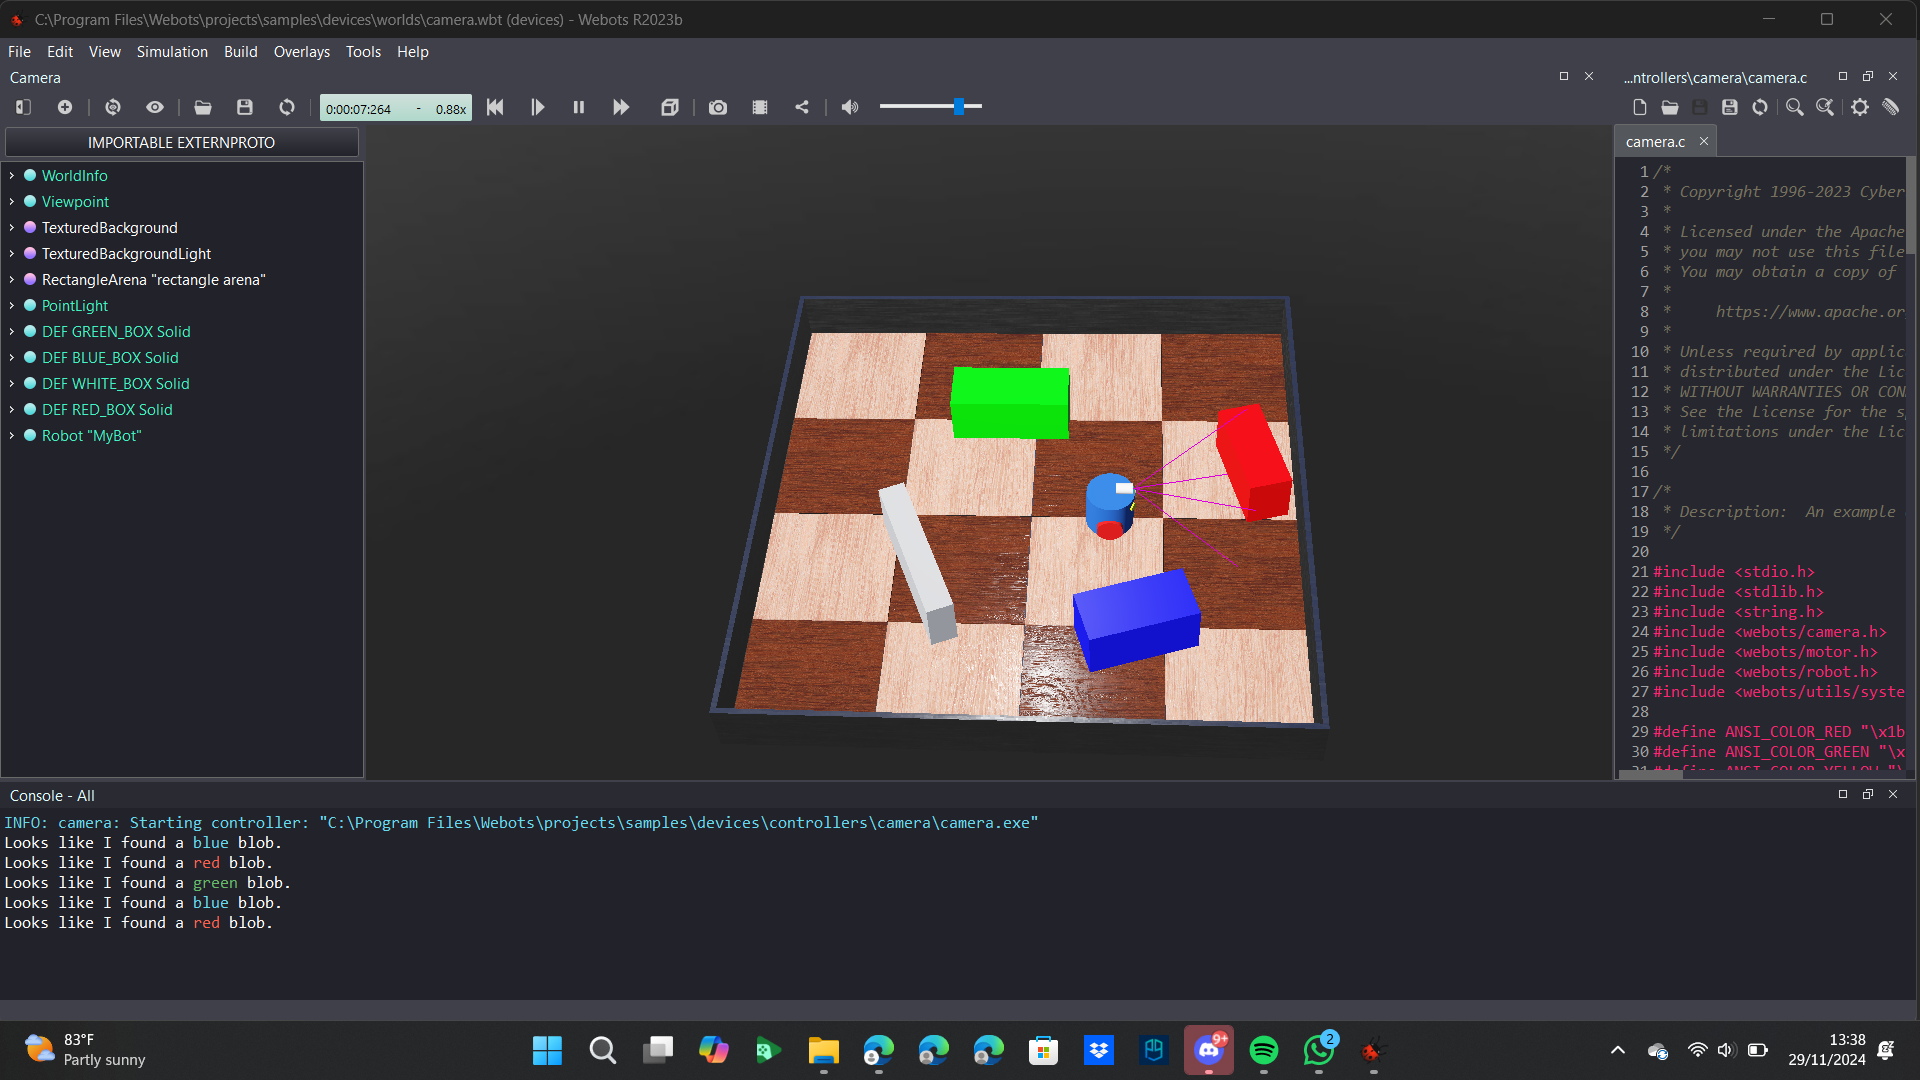 C:\Program Files\Webots\projects\samples\devices\worlds\camera.wbt (devices) - Webots R2023b
File Edit View Simulation Build Overlays Tools Help
Camera
...ntrollers\camera\camera.c
0:00:07:264 - 0.88x
IMPORTABLE EXTERNPROTO
WorldInfo
Viewpoint
TexturedBackground
TexturedBackgroundLight
RectangleArena "rectangle arena"
PointLight
DEF GREEN_BOX Solid
DEF BLUE_BOX Solid
DEF WHITE_BOX Solid
DEF RED_BOX Solid
Robot "MyBot"
camera.c
1 /*
2 * Copyright 1996-2023 Cyber
3 *
4 * Licensed under the Apache
5 * you may not use this file
6 * You may obtain a copy of
7 *
8 * https://www.apache.or
9 *
10 * Unless required by applic
11 * distributed under the Lic
12 * WITHOUT WARRANTIES OR CON
13 * See the License for the s
14 * limitations under the Lic
15 */
16
17 /*
18 * Description: An example
19 */
20
21 #include <stdio.h>
22 #include <stdlib.h>
23 #include <string.h>
24 #include <webots/camera.h>
25 #include <webots/motor.h>
26 #include <webots/robot.h>
27 #include <webots/utils/syste
28
29 #define ANSI_COLOR_RED "\x1b
30 #define ANSI_COLOR_GREEN "\x
31 #define ANSI_COLOR_YELLOW "\
Console - All
INFO: camera: Starting controller: "C:\Program Files\Webots\projects\samples\devices\controllers\camera\camera.exe"
Looks like I found a blue blob.
Looks like I found a red blob.
Looks like I found a green blob.
Looks like I found a blue blob.
Looks like I found a red blob.
83°F
Partly sunny
9+
2
13:38
29/11/2024